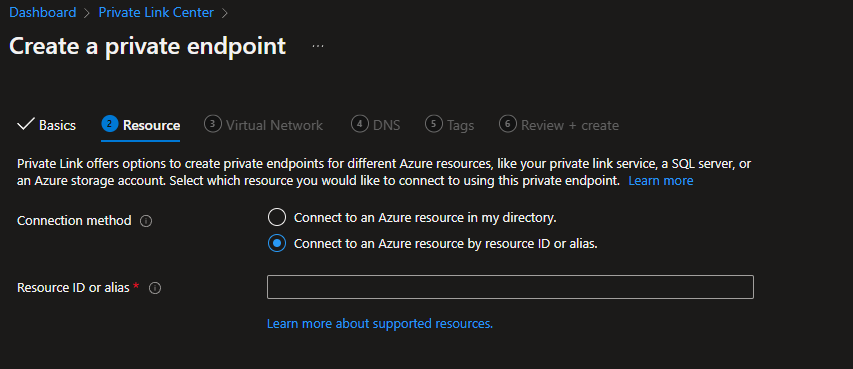 Dashboard > Private Link Center >
Create a private endpoint ...
Basics 2 Resource 3 Virtual Network 4 DNS 5 Tags 6 Review + create
Private Link offers options to create private endpoints for different Azure resources, like your private link service, a SQL server, or
an Azure storage account. Select which resource you would like to connect to using this private endpoint. Learn more
Connection method Connect to an Azure resource in my directory.
Connect to an Azure resource by resource ID or alias.
Resource ID or alias *
Learn more about supported resources.